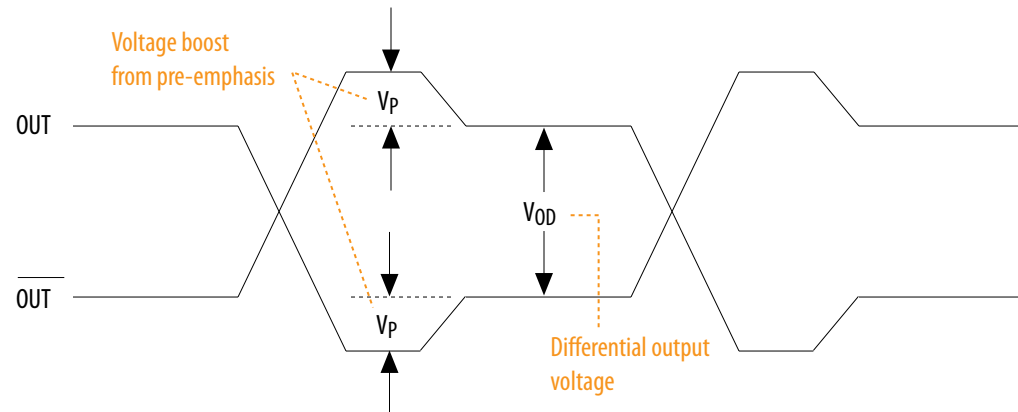 Voltage boost
from pre-emphasis
VP
OUT
VOD
OUT
VP
Differential output
voltage